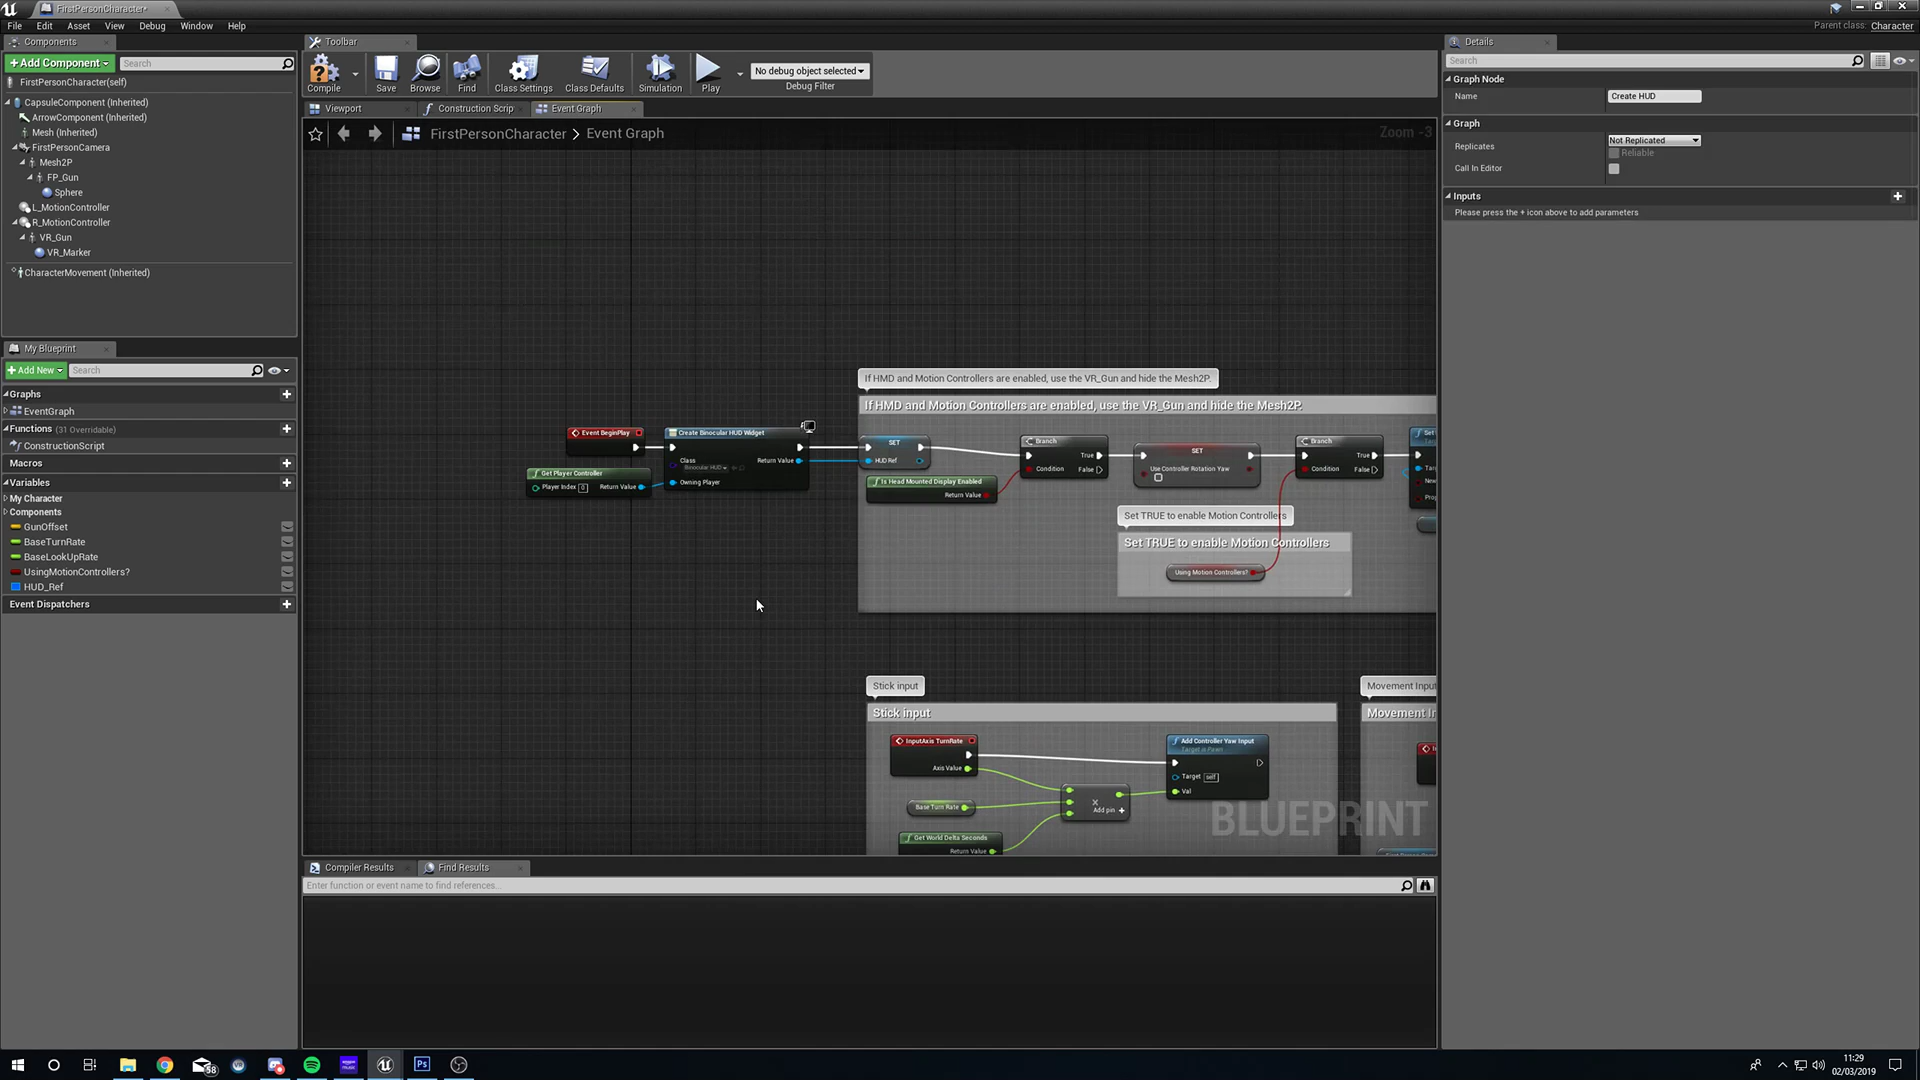 FirstPersonCharacter*
File Edit Asset View Debug Window Help
Parent class: Character
Components
+Add Component
Search
FirstPersonCharacter(self)
CapsuleComponent (Inherited)
ArrowComponent (Inherited)
Mesh (Inherited)
FirstPersonCamera
Mesh2P
FP_Gun
Sphere
L_MotionController
R_MotionController
VR_Gun
VR_Marker
CharacterMovement (Inherited)
My Blueprint
+Add New
Search
Graphs
EventGraph
Functions (31 Overridable)
ConstructionScript
Macros
Variables
My Character
Components
GunOffset
BaseTurnRate
BaseLookUpRate
UsingMotionControllers?
HUD_Ref
Event Dispatchers
Toolbar
Compile
Save
Browse
Find
Class Settings
Class Defaults
Simulation
Play
No debug object selected
Debug Filter
Viewport
Construction Scrip
Event Graph
FirstPersonCharacter > Event Graph
Zoom -3
If HMD and Motion Controllers are enabled, use the VR_Gun and hide the Mesh2P.
If HMD and Motion Controllers are enabled, use the VR_Gun and hide the Mesh2P.
Event BeginPlay
Create Binocular HUD Widget
Class
Binocular HUD
Return Value
Owning Player
Get Player Controller
Player Index 0
Return Value
SET
HUD Ref
Is Head Mounted Display Enabled
Return Value
Branch
Condition
True
False
SET
Use Controller Rotation Yaw
Branch
Condition
True
False
Set
Targe
New
Prop
Set TRUE to enable Motion Controllers
Set TRUE to enable Motion Controllers
Using Motion Controllers?
Stick input
Stick input
InputAxis TurnRate
Axis Value
Base Turn Rate
Get World Delta Seconds
Return Value
Add pin +
Add Controller Yaw Input
Target is Pawn
Target self
Val
Movement Input
Movement In
BLUEPRINT
Compiler Results
Find Results
Enter function or event name to find references...
Details
Search
Graph Node
Name
Create HUD
Graph
Replicates
Not Replicated
Reliable
Call In Editor
Inputs
Please press the + icon above to add parameters
58
Ps
11:29
02/03/2019